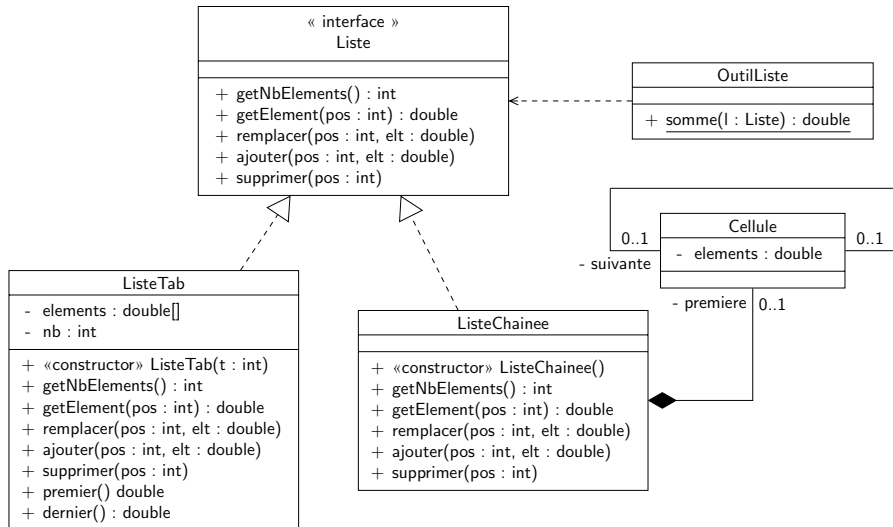 « interface »
Liste
+ getNbElements() : int
+ getElement(pos : int) : double
+ remplacer(pos : int, elt : double)
+ ajouter(pos : int, elt : double)
+ supprimer(pos : int)
OutilListe
+ somme(l : Liste) : double
Cellule
- elements : double
0..1
0..1
- suivante
- premiere
0..1
ListeTab
- elements : double[]
- nb : int
+ «constructor» ListeTab(t : int)
+ getNbElements() : int
+ getElement(pos : int) : double
+ remplacer(pos : int, elt : double)
+ ajouter(pos : int, elt : double)
+ supprimer(pos : int)
+ premier() double
+ dernier() : double
ListeChainee
+ «constructor» ListeChainee()
+ getNbElements() : int
+ getElement(pos : int) : double
+ remplacer(pos : int, elt : double)
+ ajouter(pos : int, elt : double)
+ supprimer(pos : int)